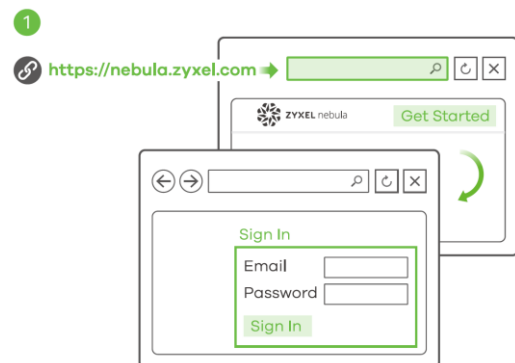 1
https://nebula.zyxel.com
ZYXEL nebula
Get Started
Sign In
Email
Password
Sign In